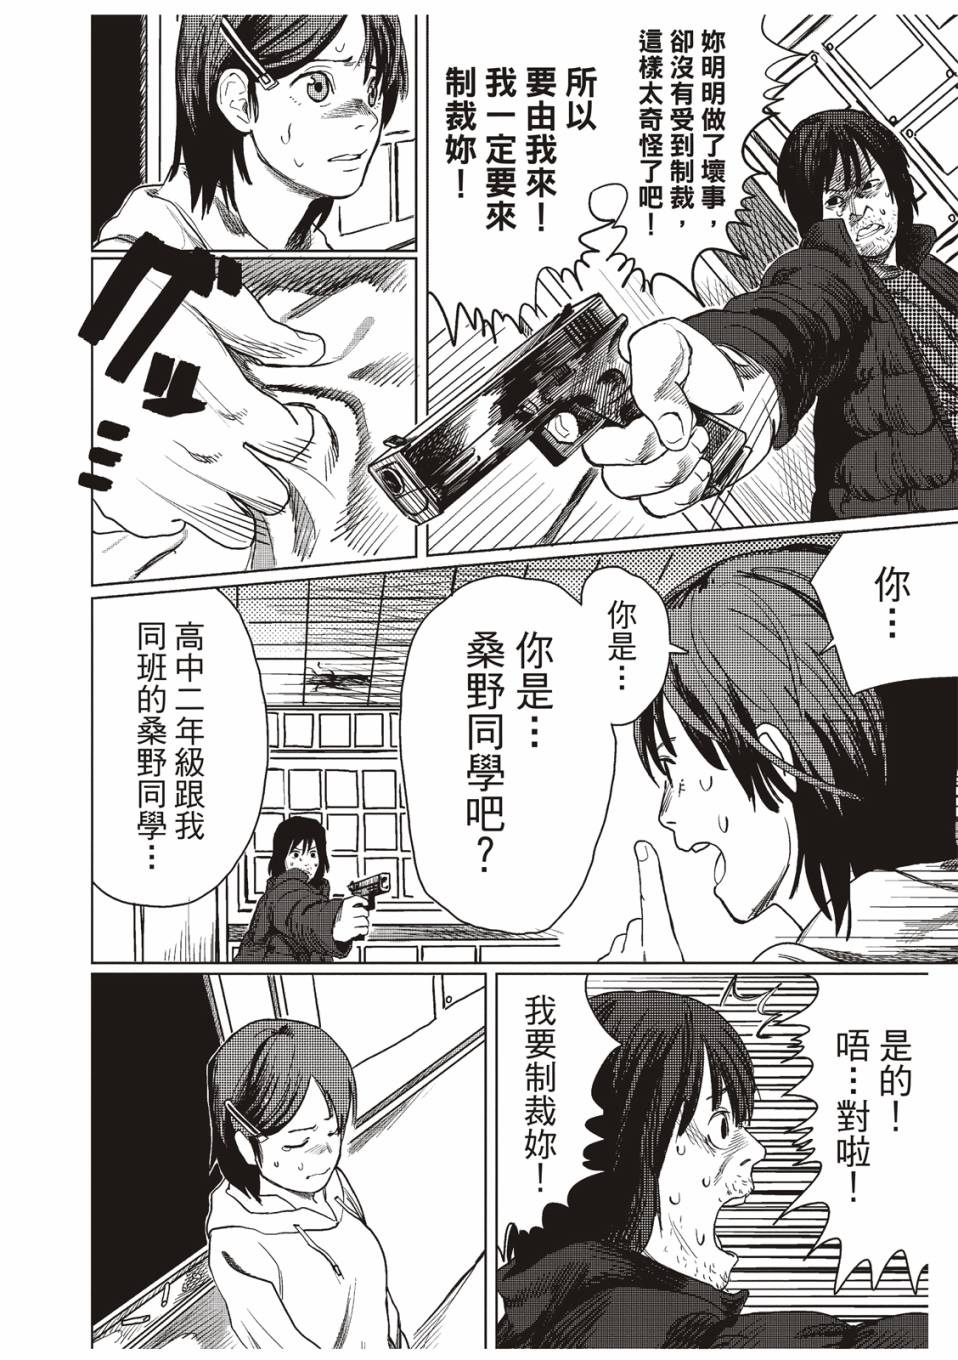 妳明明做了壞事，
卻沒有受到制裁，
這樣太奇怪了吧！
所以
要由我來！
我一定要來
制裁妳！
グッ
你…
你是…
你是…
桑野同學吧？
高中二年級跟我
同班的桑野同學…
是的！
唔…對啦！
我要制裁妳！